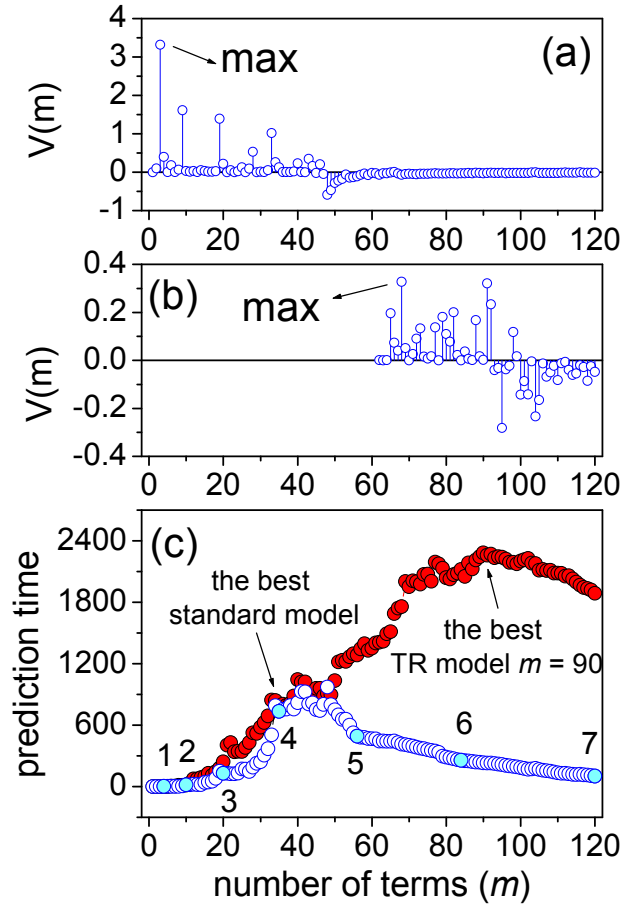 4
3
2
1
0
-1
V(m)
max
(a)
0 20 40 60 80 100 120
0.4
0.2
0.0
-0.2
-0.4
V(m)
(b)
max
0 20 40 60 80 100 120
2400
1800
1200
600
0
prediction time
(c)
the best
standard model
the best
TR model m = 90
1 2
3
4
5
6
7
0 20 40 60 80 100 120
number of terms (m)